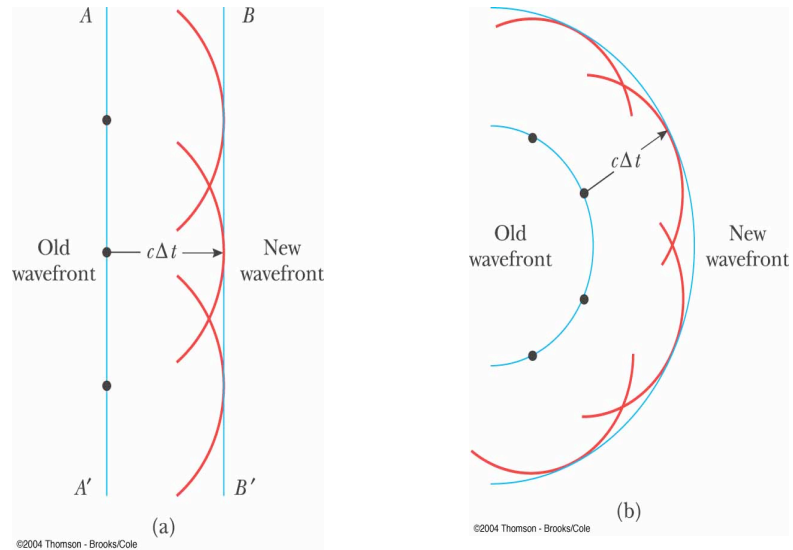 A
B
Old
wavefront
cΔt
New
wavefront
A′
B′
(a)
©2004 Thomson - Brooks/Cole
cΔt
Old
wavefront
New
wavefront
(b)
©2004 Thomson - Brooks/Cole